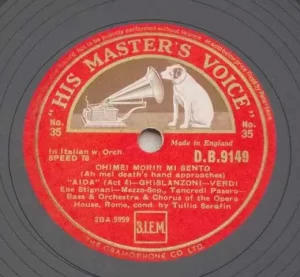 "HIS MASTER'S VOICE"
No. 35
No. 35
Made in England
In Italian w. Orch.
SPEED 78
D.B.9149
OHIME! MORIR MI SENTO
(Ah me! death's hand approaches)
"AIDA" (Act 4)—GHISLANZONI—VERDI
Ebe Stignani—Mezzo-Sop., Tancredi Pasero—
Bass & Orchestra & Chorus of the Opera
House, Rome, cond. by Tullio Serafin
2BA.5959
B.I.E.M.
THE GRAMOPHONE CO LTD.